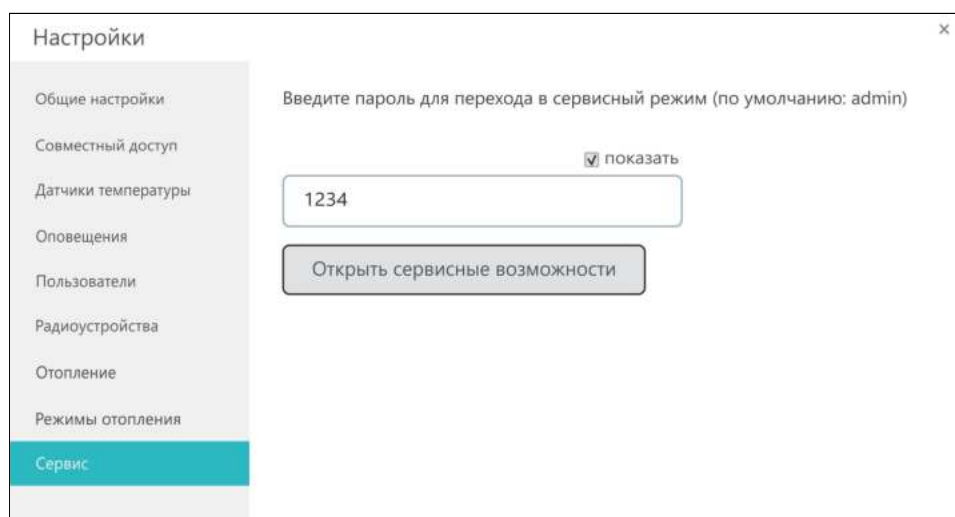 Настройки
×
Общие настройки
Совместный доступ
Датчики температуры
Оповещения
Пользователи
Радиоустройства
Отопление
Режимы отопления
Сервис
Введите пароль для перехода в сервисный режим (по умолчанию: admin)
показать
1234
Открыть сервисные возможности